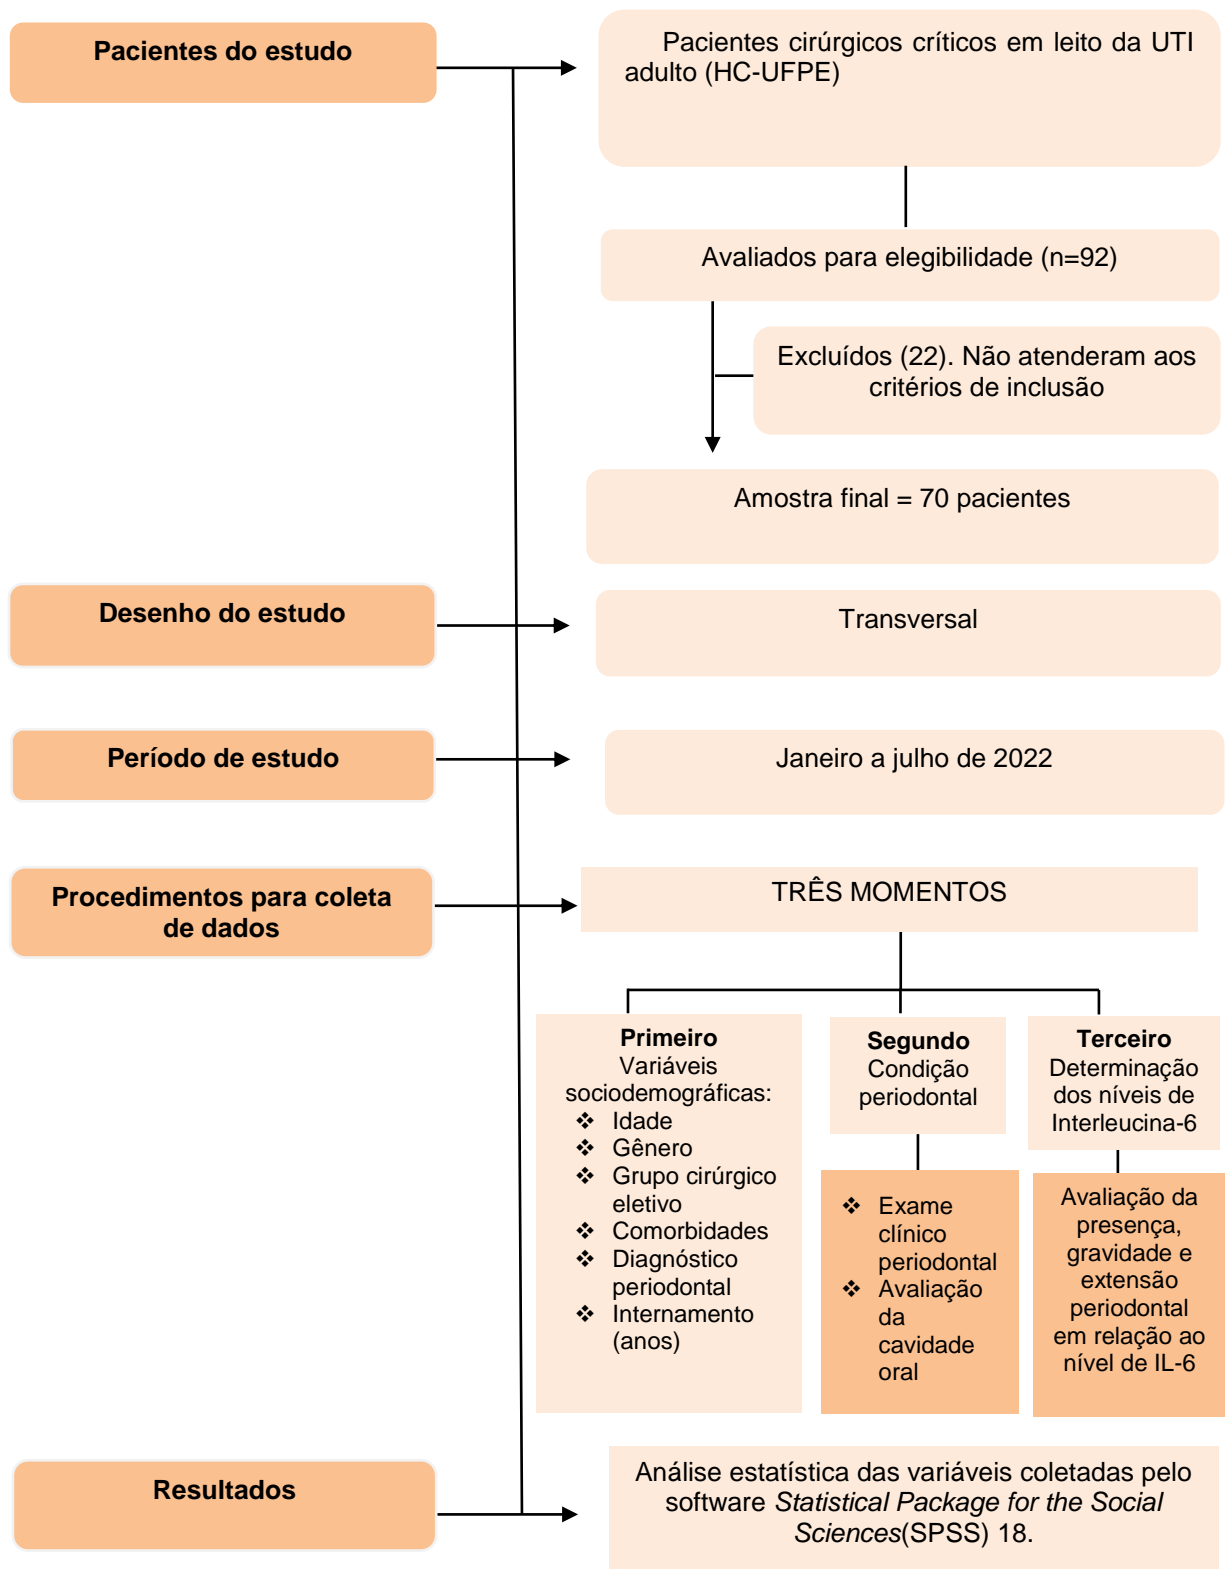 Pacientes do estudo
Pacientes cirúrgicos críticos em leito da UTI
adulto (HC-UFPE)
Avaliados para elegibilidade (n=92)
Excluídos (22). Não atenderam aos
critérios de inclusão
Amostra final = 70 pacientes
Desenho do estudo
Transversal
Período de estudo
Janeiro a julho de 2022
Procedimentos para coleta
de dados
TRÊS MOMENTOS
Primeiro
Variáveis
sociodemográficas:
❖ Idade
❖ Gênero
❖ Grupo cirúrgico
eletivo
❖ Comorbidades
❖ Diagnóstico
periodontal
❖ Internamento
(anos)
Segundo
Condição
periodontal
❖ Exame
clínico
periodontal
❖ Avaliação
da
cavidade
oral
Terceiro
Determinação
dos níveis de
Interleucina-6
Avaliação da
presença,
gravidade e
extensão
periodontal
em relação ao
nível de IL-6
Resultados
Análise estatística das variáveis coletadas pelo
software Statistical Package for the Social
Sciences(SPSS) 18.